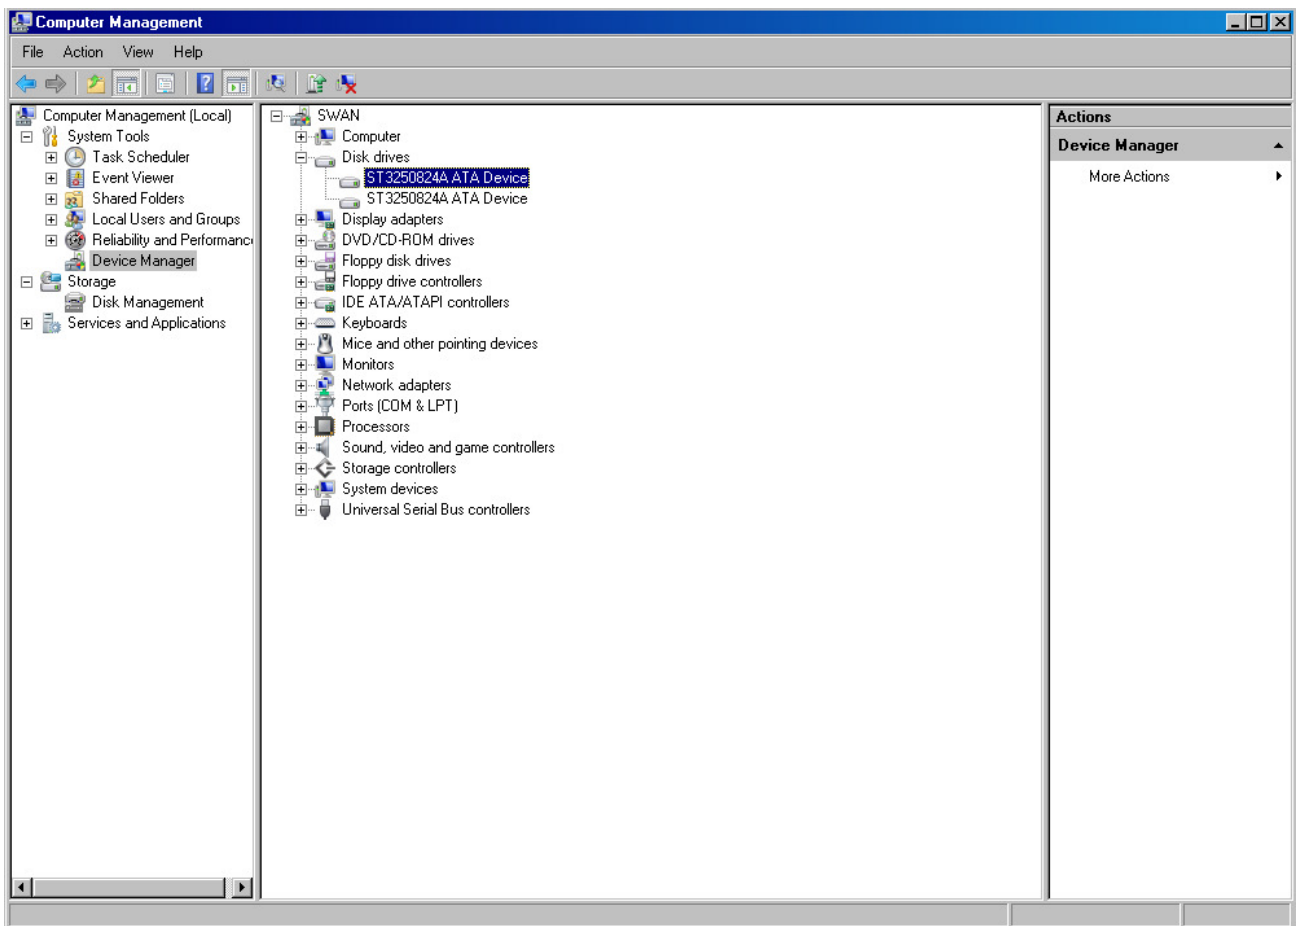 Computer Management
File Action View Help
Computer Management (Local)
System Tools
Task Scheduler
Event Viewer
Shared Folders
Local Users and Groups
Reliability and Performanc
Device Manager
Storage
Disk Management
Services and Applications
SWAN
Computer
Disk drives
ST3250824A ATA Device
ST3250824A ATA Device
Display adapters
DVD/CD-ROM drives
Floppy disk drives
Floppy drive controllers
IDE ATA/ATAPI controllers
Keyboards
Mice and other pointing devices
Monitors
Network adapters
Ports (COM & LPT)
Processors
Sound, video and game controllers
Storage controllers
System devices
Universal Serial Bus controllers
Actions
Device Manager
More Actions